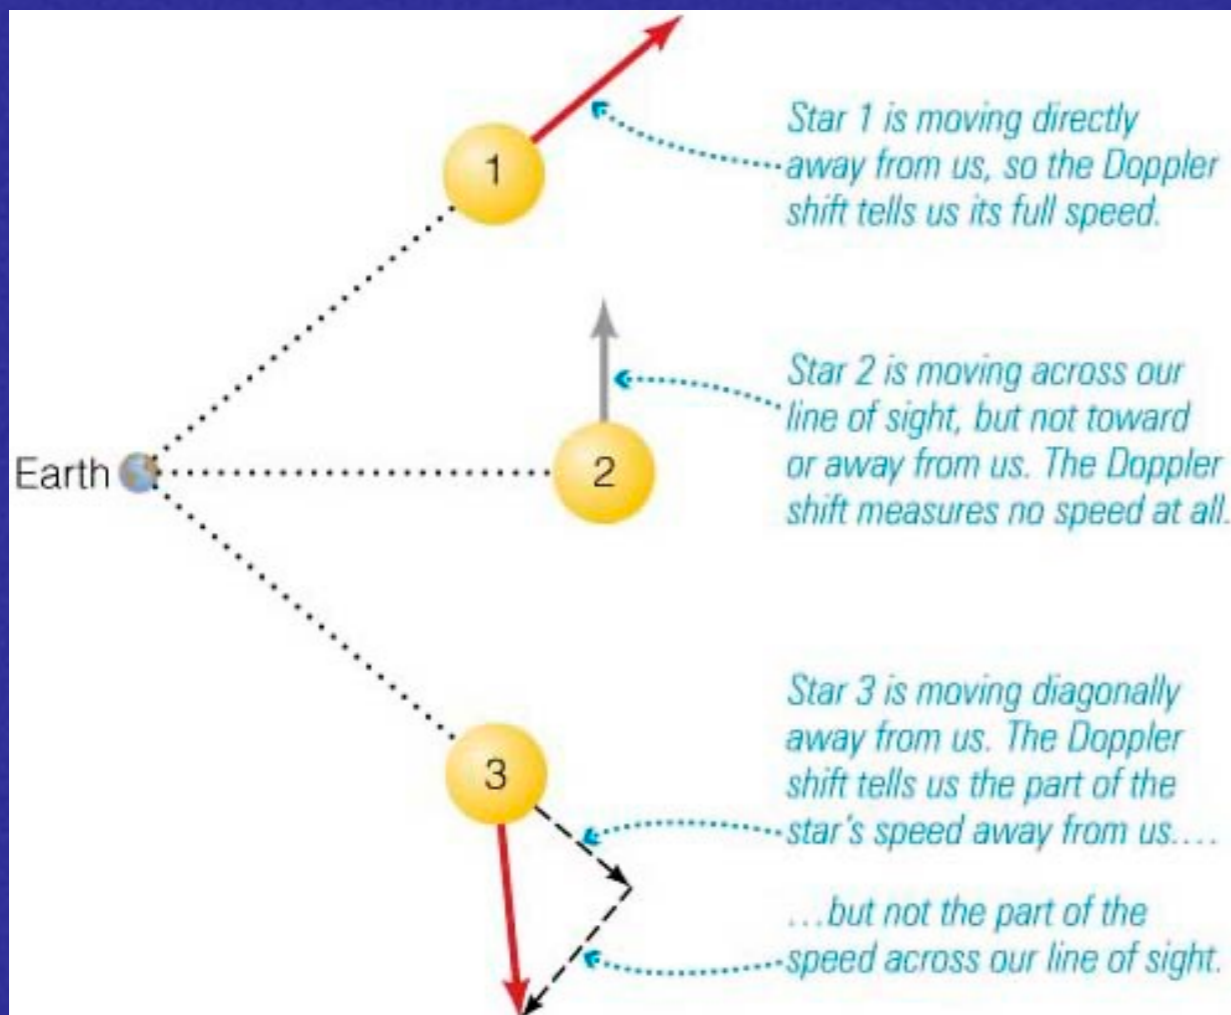 1
Star 1 is moving directly
away from us, so the Doppler
shift tells us its full speed.
Earth
2
Star 2 is moving across our
line of sight, but not toward
or away from us. The Doppler
shift measures no speed at all.
3
Star 3 is moving diagonally
away from us. The Doppler
shift tells us the part of the
star's speed away from us....
...but not the part of the
speed across our line of sight.